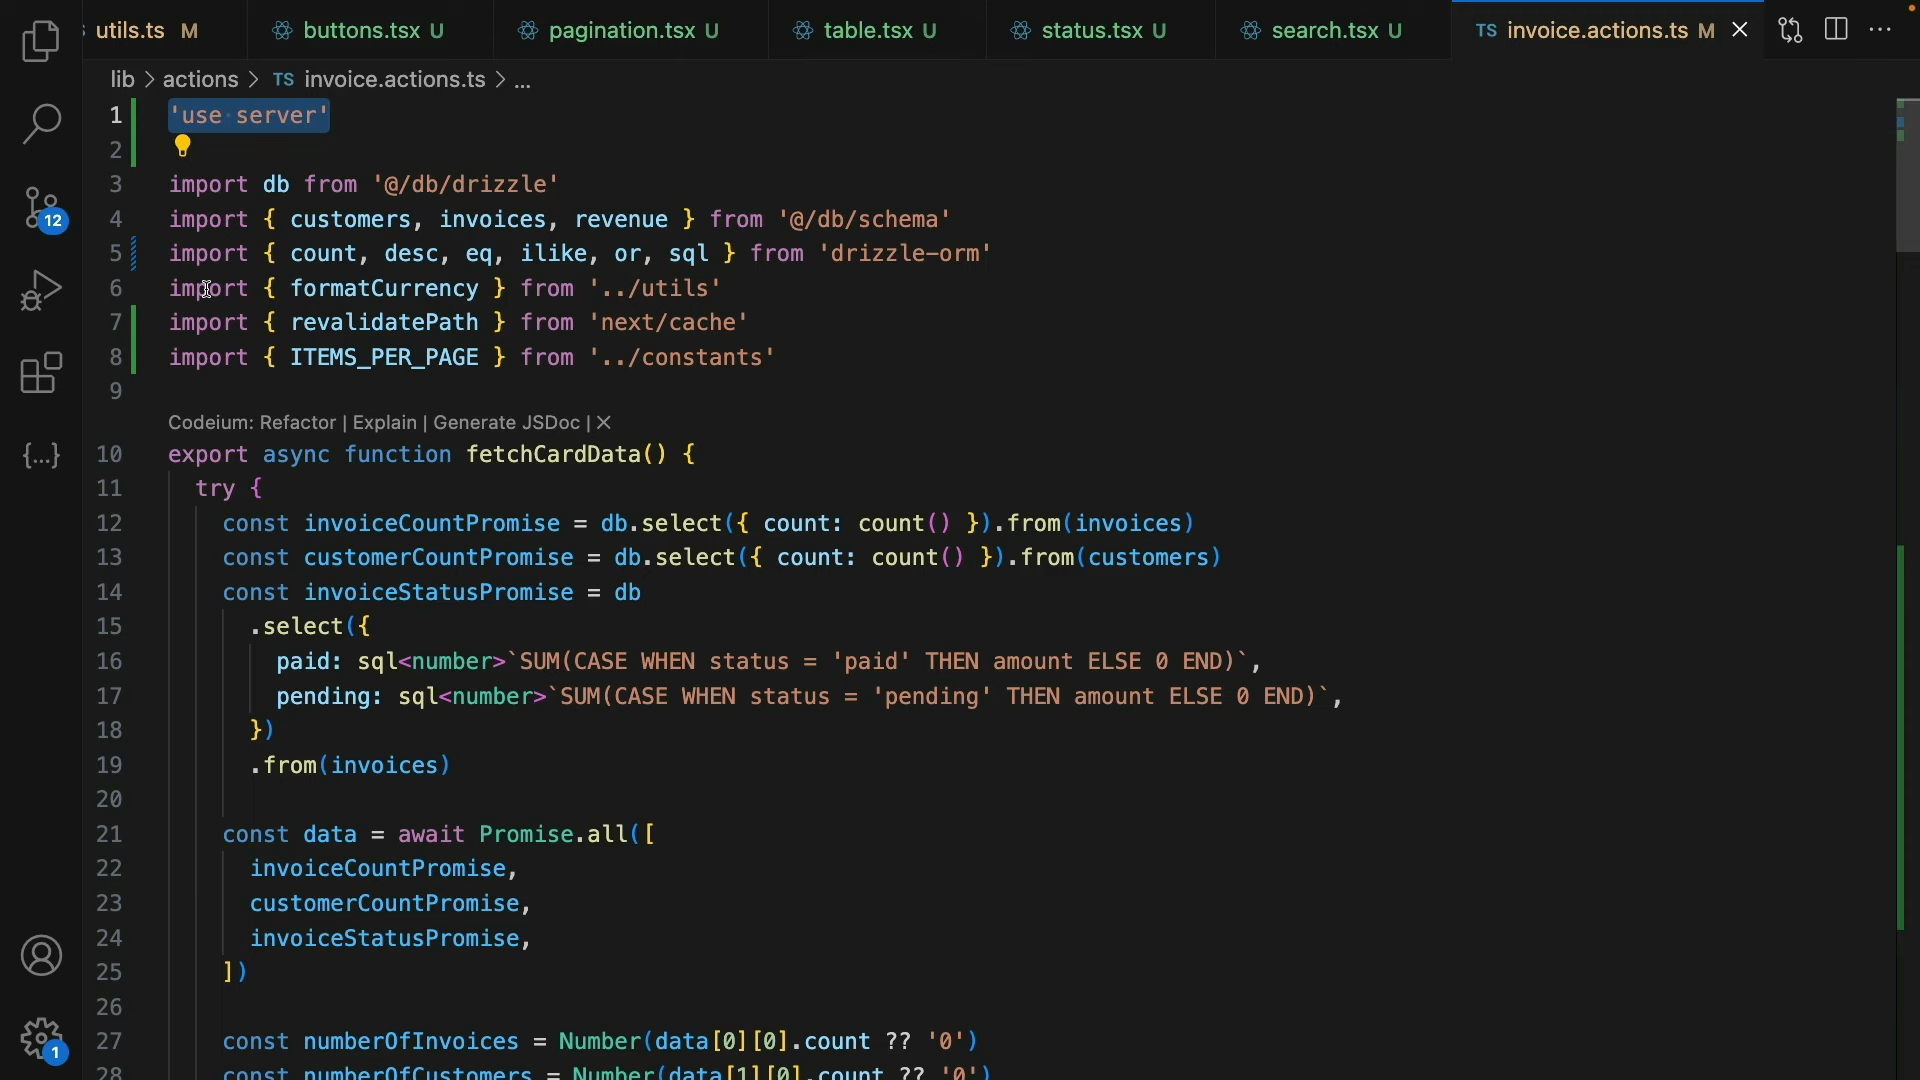 utils.ts M buttons.tsx U pagination.tsx U table.tsx U status.tsx U search.tsx U TS invoice.actions.ts M
lib > actions > TS invoice.actions.ts > ...
1 'use server'
2
3 import db from '@/db/drizzle'
4 import { customers, invoices, revenue } from '@/db/schema'
5 import { count, desc, eq, ilike, or, sql } from 'drizzle-orm'
6 import { formatCurrency } from '../utils'
7 import { revalidatePath } from 'next/cache'
8 import { ITEMS_PER_PAGE } from '../constants'
9
Codeium: Refactor | Explain | Generate JSDoc | ×
10 export async function fetchCardData() {
11 try {
12 const invoiceCountPromise = db.select({ count: count() }).from(invoices)
13 const customerCountPromise = db.select({ count: count() }).from(customers)
14 const invoiceStatusPromise = db
15 .select({
16 paid: sql<number>`SUM(CASE WHEN status = 'paid' THEN amount ELSE 0 END)`,
17 pending: sql<number>`SUM(CASE WHEN status = 'pending' THEN amount ELSE 0 END)`,
18 })
19 .from(invoices)
20
21 const data = await Promise.all([
22 invoiceCountPromise,
23 customerCountPromise,
24 invoiceStatusPromise,
25 ])
26
27 const numberOfInvoices = Number(data[0][0].count ?? '0')
28 const numberOfCustomers = Number(data[1][0].count ?? '0')
12
{...}
1